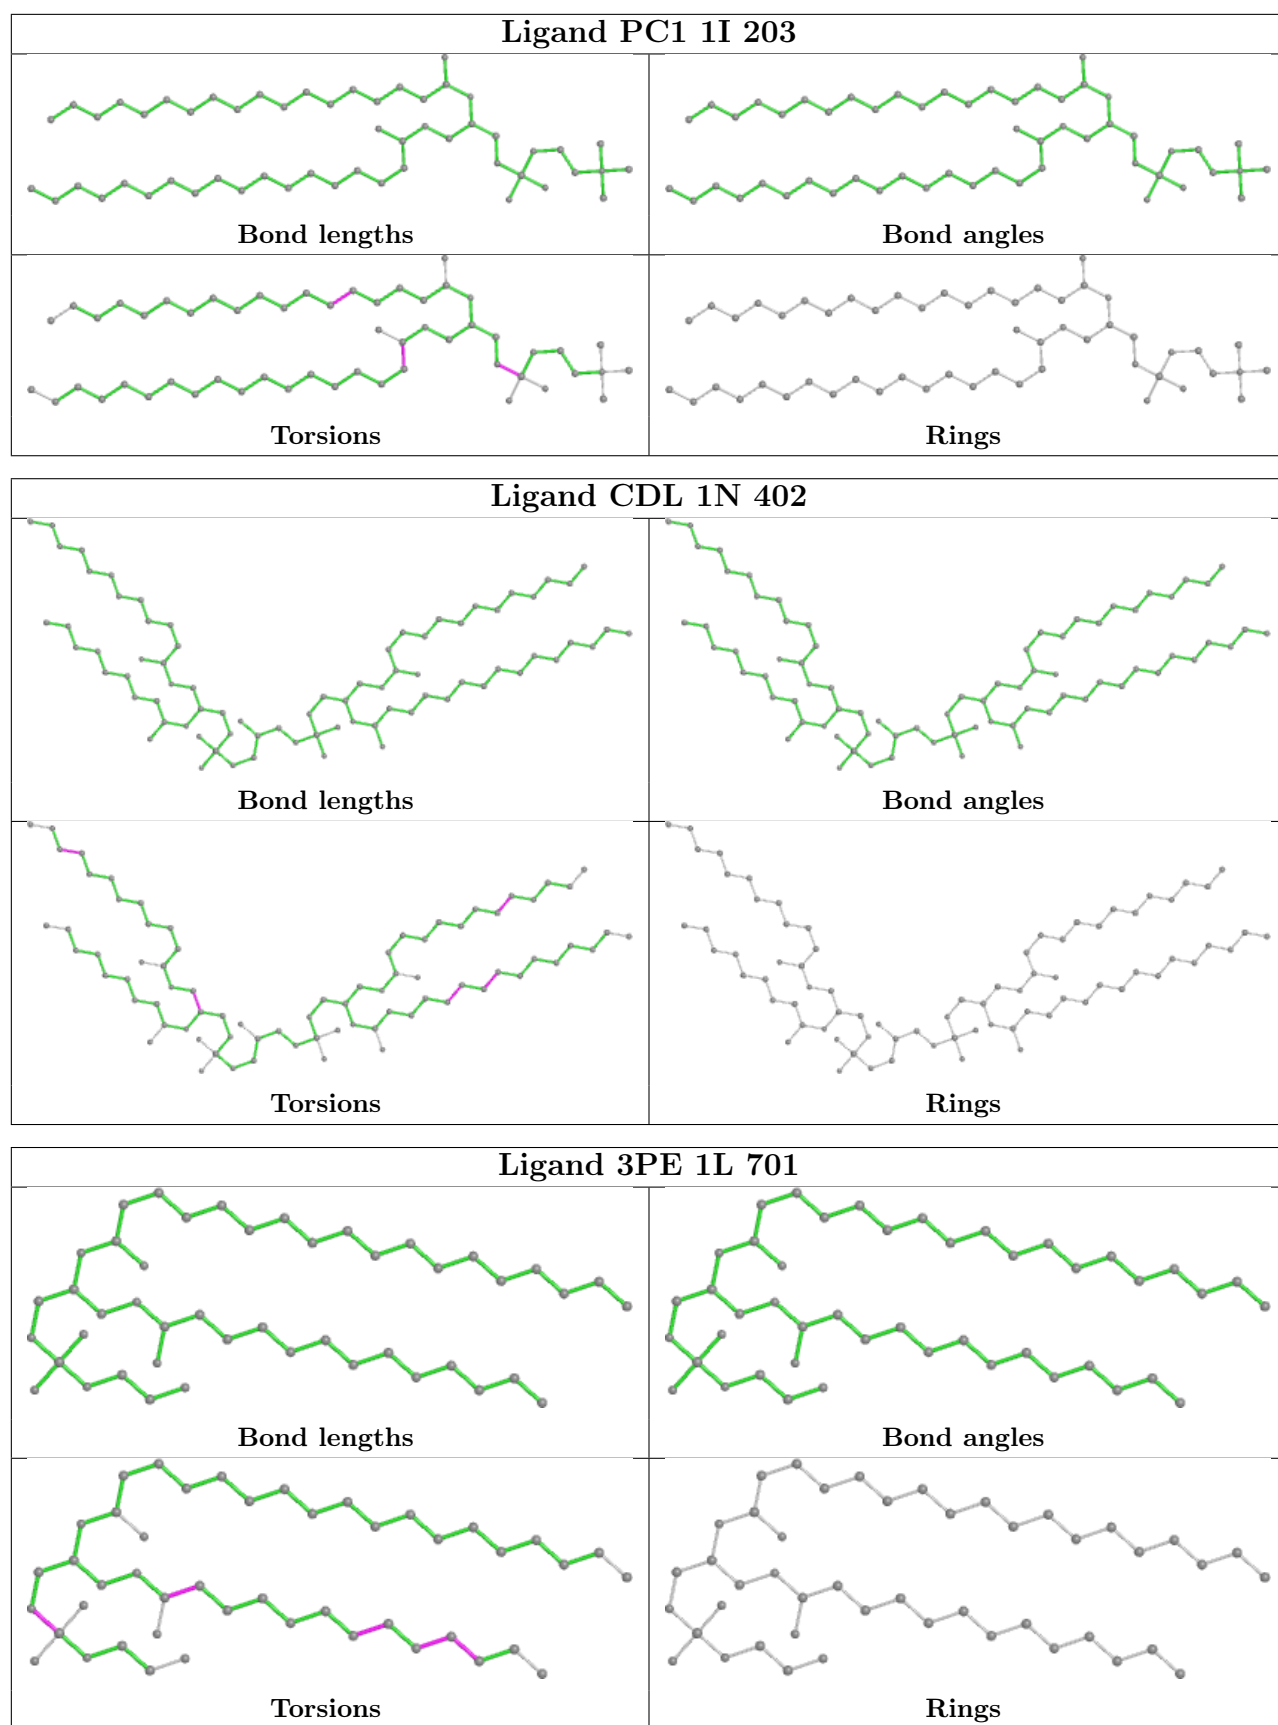 Ligand PC1 1I 203
Bond lengths
Bond angles
Torsions
Rings
Ligand CDL 1N 402
Bond lengths
Bond angles
Torsions
Rings
Ligand 3PE 1L 701
Bond lengths
Bond angles
Torsions
Rings